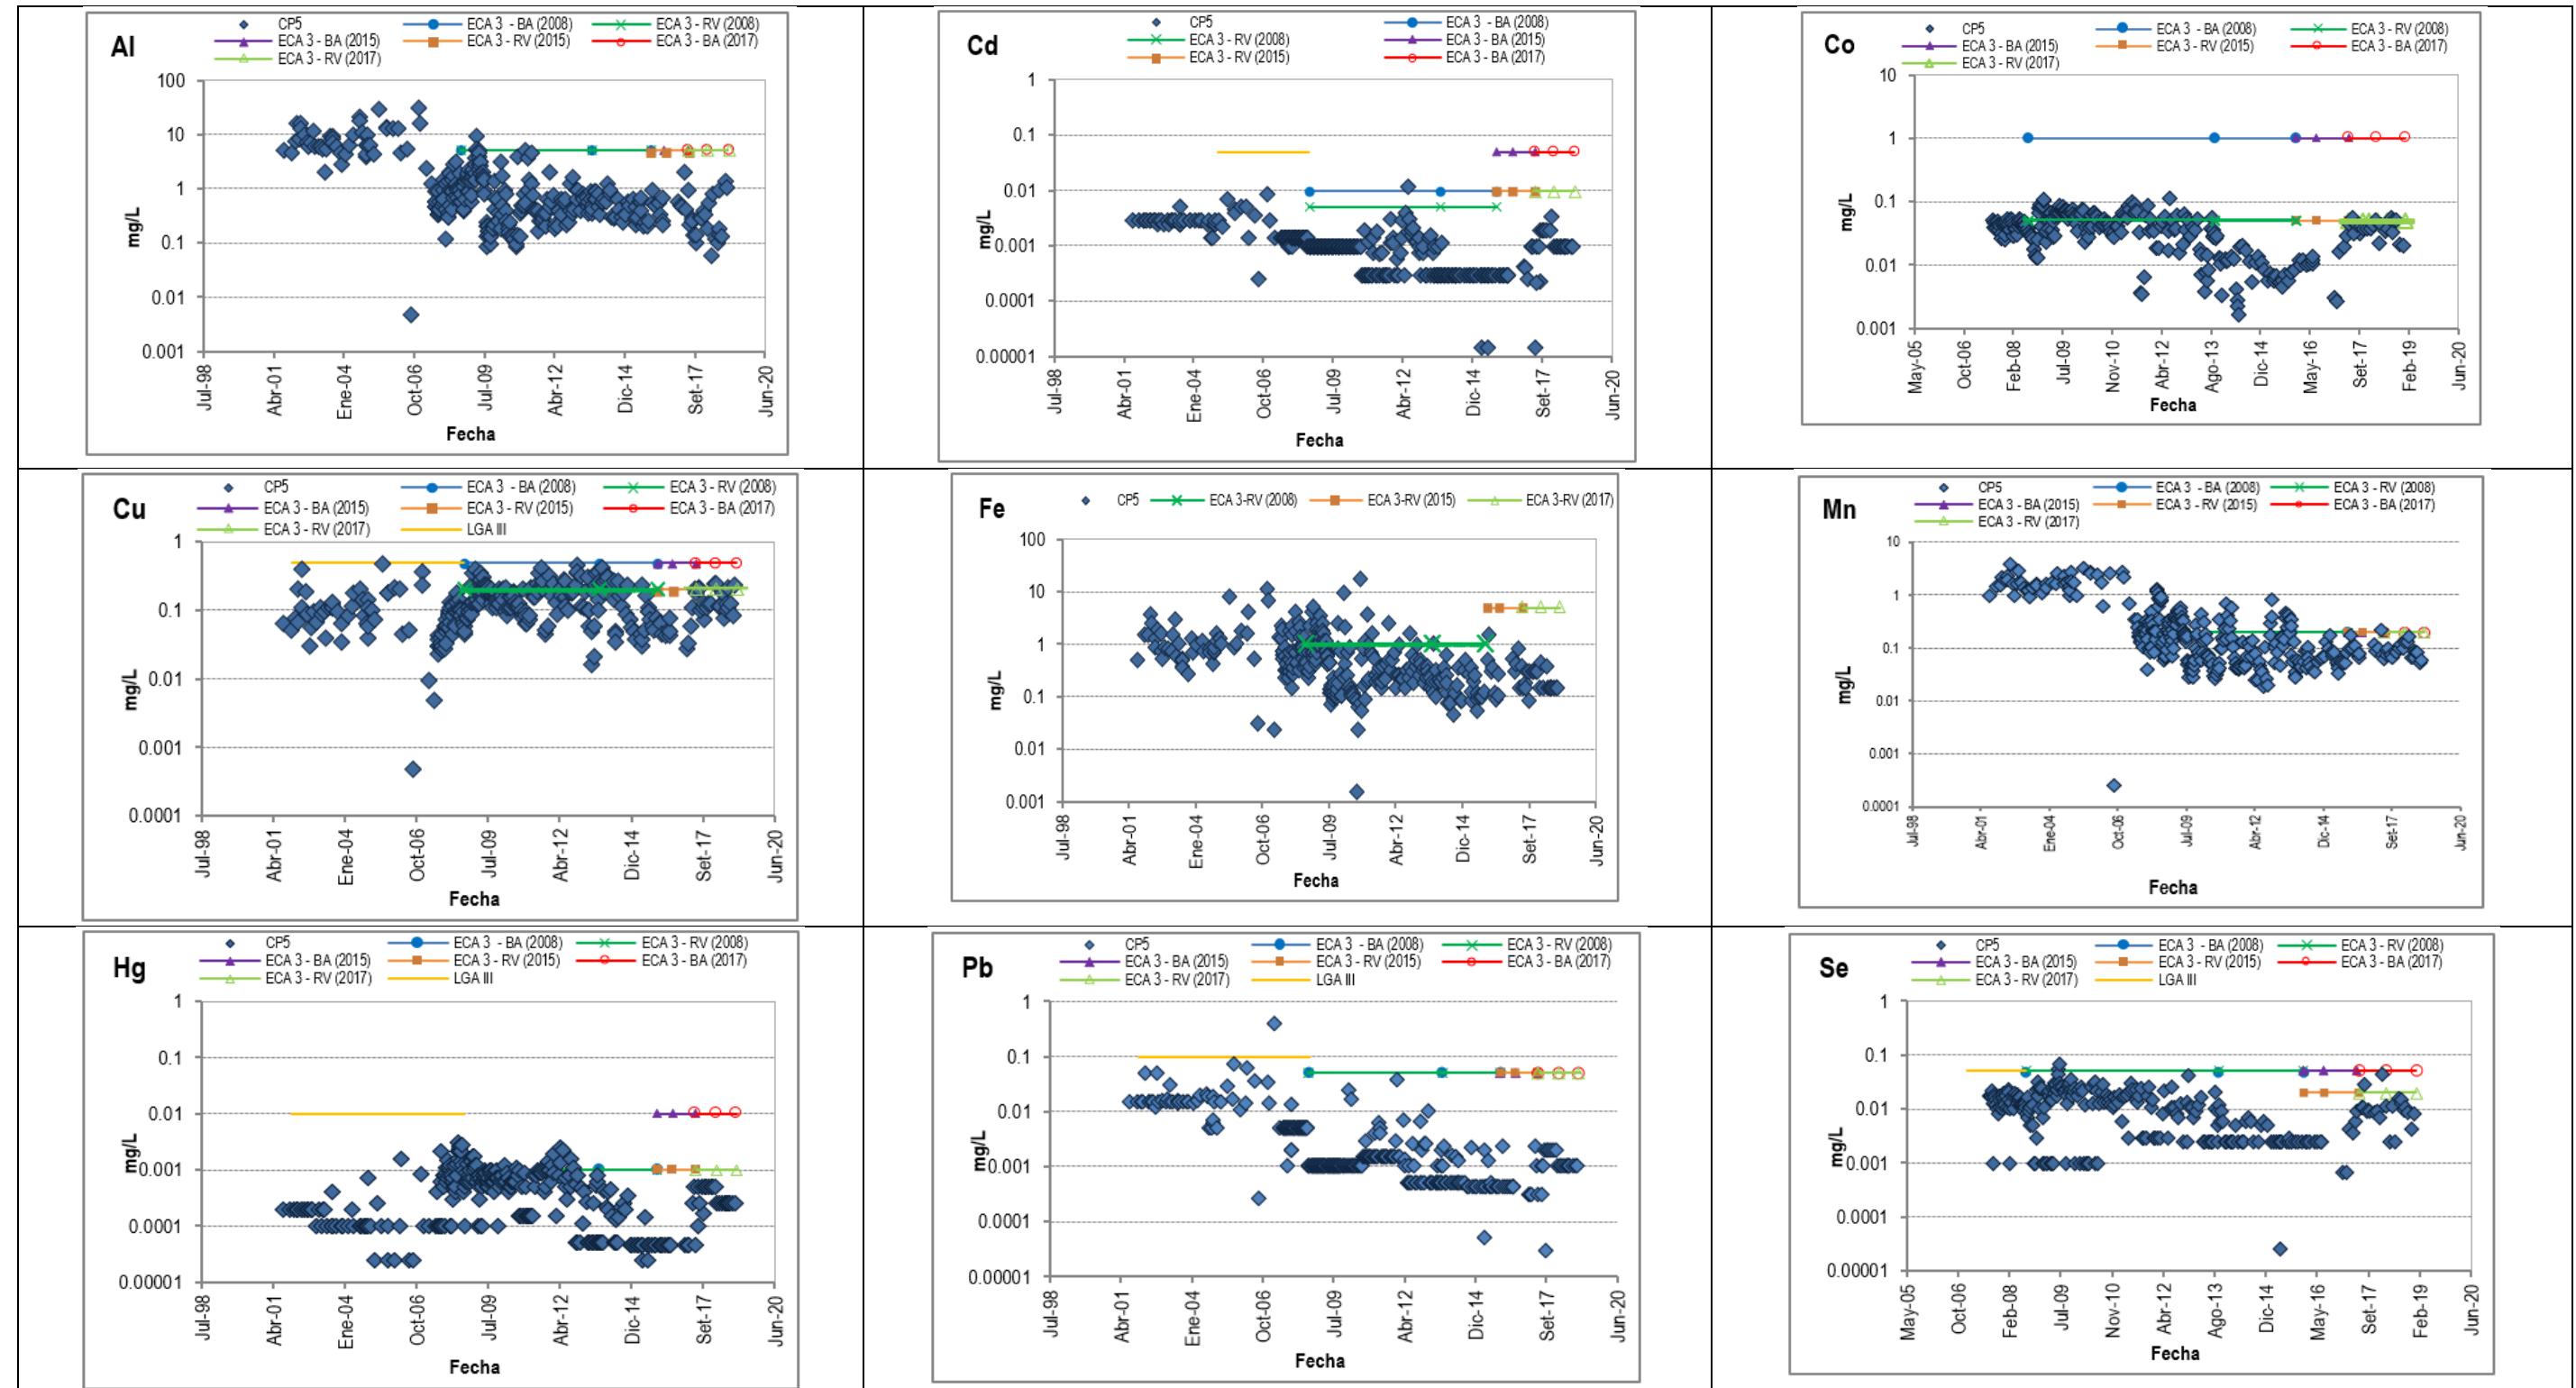 Al
CP5 ECA 3 - BA (2008) ECA 3 - RV (2008)
ECA 3 - BA (2015) ECA 3 - RV (2015) ECA 3 - BA (2017)
ECA 3 - RV (2017)
100
10
1
0.1
0.01
0.001
mg/L
Jul-98 Abr-01 Ene-04 Oct-06 Jul-09 Abr-12 Dic-14 Set-17 Jun-20
Fecha
Cd
CP5 ECA 3 - BA (2008)
ECA 3 - RV (2008) ECA 3 - BA (2015)
ECA 3 - RV (2015) ECA 3 - BA (2017)
1
0.1
0.01
0.001
0.0001
0.00001
mg/L
Jul-98 Abr-01 Ene-04 Oct-06 Jul-09 Abr-12 Dic-14 Set-17 Jun-20
Fecha
Co
CP5 ECA 3 - BA (2008) ECA 3 - RV (2008)
ECA 3 - BA (2015) ECA 3 - RV (2015) ECA 3 - BA (2017)
ECA 3 - RV (2017)
10
1
0.1
0.01
0.001
mg/L
May-05 Oct-06 Feb-08 Jul-09 Nov-10 Abr-12 Ago-13 Dic-14 May-16 Set-17 Feb-19 Jun-20
Fecha
Cu
CP5 ECA 3 - BA (2008) ECA 3 - RV (2008)
ECA 3 - BA (2015) ECA 3 - RV (2015) ECA 3 - BA (2017)
ECA 3 - RV (2017) LGA III
1
0.1
0.01
0.001
0.0001
mg/L
Jul-98 Abr-01 Ene-04 Oct-06 Jul-09 Abr-12 Dic-14 Set-17 Jun-20
Fecha
Fe
CP5 ECA 3-RV (2008) ECA 3-RV (2015) ECA 3-RV (2017)
100
10
1
0.1
0.01
0.001
mg/L
Jul-98 Abr-01 Ene-04 Oct-06 Jul-09 Abr-12 Dic-14 Set-17 Jun-20
Fecha
Mn
CP5 ECA 3 - BA (2008) ECA 3 - RV (2008)
ECA 3 - BA (2015) ECA 3 - RV (2015) ECA 3 - BA (2017)
ECA 3 - RV (2017)
10
1
0.1
0.01
0.001
0.0001
mg/L
Jul-98 Abr-01 Ene-04 Oct-06 Jul-09 Abr-12 Dic-14 Set-17 Jun-20
Fecha
Hg
CP5 ECA 3 - BA (2008) ECA 3 - RV (2008)
ECA 3 - BA (2015) ECA 3 - RV (2015) ECA 3 - BA (2017)
ECA 3 - RV (2017) LGA III
1
0.1
0.01
0.001
0.0001
0.00001
mg/L
Jul-98 Abr-01 Ene-04 Oct-06 Jul-09 Abr-12 Dic-14 Set-17 Jun-20
Fecha
Pb
CP5 ECA 3 - BA (2008) ECA 3 - RV (2008)
ECA 3 - BA (2015) ECA 3 - RV (2015) ECA 3 - BA (2017)
ECA 3 - RV (2017) LGA III
1
0.1
0.01
0.001
0.0001
0.00001
mg/L
Jul-98 Abr-01 Ene-04 Oct-06 Jul-09 Abr-12 Dic-14 Set-17 Jun-20
Fecha
Se
CP5 ECA 3 - BA (2008) ECA 3 - RV (2008)
ECA 3 - BA (2015) ECA 3 - RV (2015) ECA 3 - BA (2017)
ECA 3 - RV (2017) LGA III
1
0.1
0.01
0.001
0.0001
0.00001
mg/L
May-05 Oct-06 Feb-08 Jul-09 Nov-10 Abr-12 Ago-13 Dic-14 May-16 Set-17 Feb-19 Jun-20
Fecha